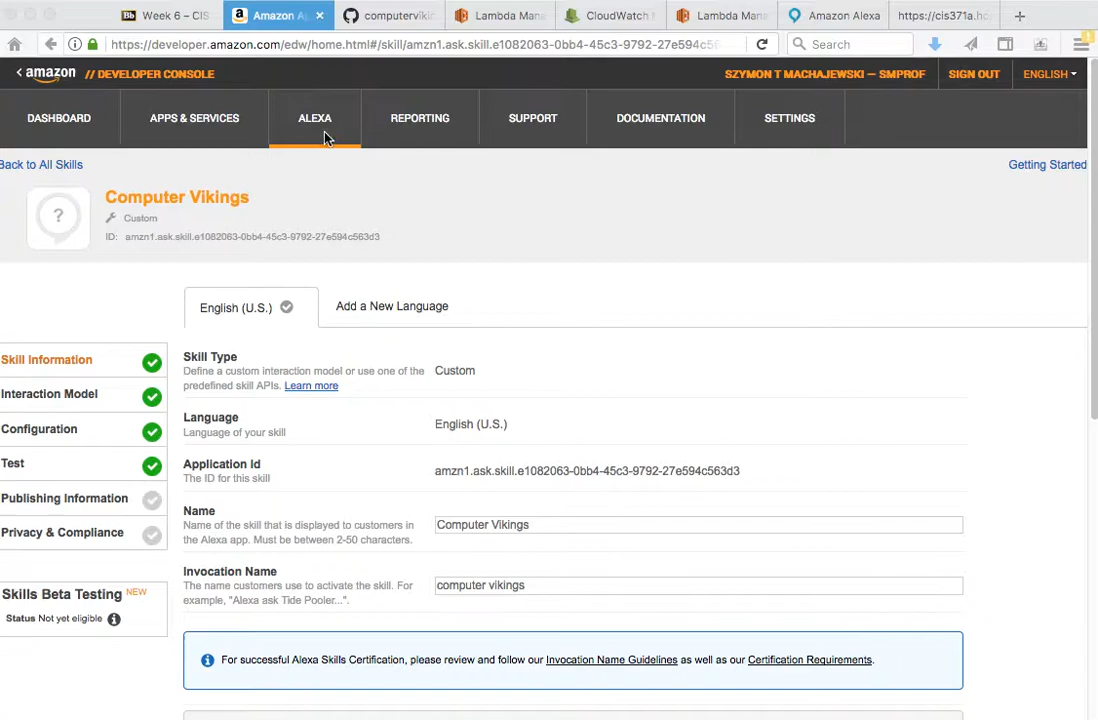 Week 6 – CIS
Amazon A
computerviki
Lambda Man
CloudWatch
Lambda Man
Amazon Alexa
https://cis371a.ho
https://developer.amazon.com/edw/home.html#/skill/amzn1.ask.skill.e1082063-0bb4-45c3-9792-27e594c5
Search
amazon // DEVELOPER CONSOLE
SZYMON T MACHAJEWSKI — SMPROF
SIGN OUT
ENGLISH
DASHBOARD
APPS & SERVICES
ALEXA
REPORTING
SUPPORT
DOCUMENTATION
SETTINGS
Back to All Skills
Getting Started
?
Computer Vikings
Custom
ID: amzn1.ask.skill.e1082063-0bb4-45c3-9792-27e594c563d3
English (U.S.)
Add a New Language
Skill Information
Interaction Model
Configuration
Test
Publishing Information
Privacy & Compliance
Skills Beta Testing NEW
Status Not yet eligible
Skill Type
Define a custom interaction model or use one of the
predefined skill APIs. Learn more
Custom
Language
Language of your skill
English (U.S.)
Application Id
The ID for this skill
amzn1.ask.skill.e1082063-0bb4-45c3-9792-27e594c563d3
Name
Name of the skill that is displayed to customers in
the Alexa app. Must be between 2-50 characters.
Computer Vikings
Invocation Name
The name customers use to activate the skill. For
example, "Alexa ask Tide Pooler...".
computer vikings
For successful Alexa Skills Certification, please review and follow our Invocation Name Guidelines as well as our Certification Requirements.